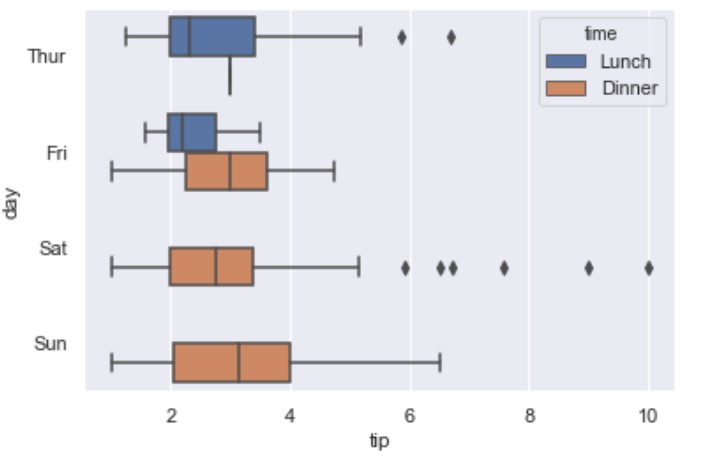 time
Lunch
Dinner
Thur
Fri
Sat
Sun
day
2 4 6 8 10
tip